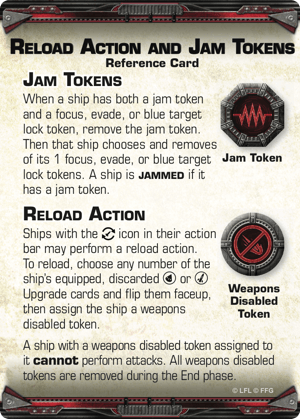 Reload Action and Jam Tokens
Reference Card
Jam Tokens
When a ship has both a jam token
and a focus, evade, or blue target
lock token, remove the jam token.
Then that ship chooses and removes
of its 1 focus, evade, or blue target
lock tokens. A ship is JAMMED if it
has a jam token.
Jam Token
Reload Action
Ships with the icon in their action
bar may perform a reload action.
To reload, choose any number of the
ship's equipped, discarded or
Upgrade cards and flip them faceup,
then assign the ship a weapons
disabled token.
Weapons
Disabled
Token
A ship with a weapons disabled token assigned to
it cannot perform attacks. All weapons disabled
tokens are removed during the End phase.
© LFL © FFG